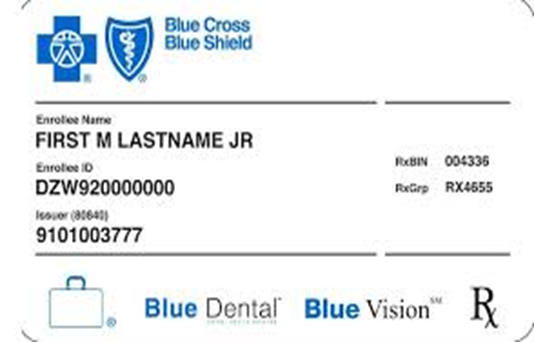 Blue Cross
Blue Shield
®
®
Enrollee Name
FIRST M LASTNAME JR
Enrollee ID
DZW920000000
Issuer (80840)
9101003777
RxBIN 004336
RxGrp RX4655
®
Blue Dental
Blue Vision℠
Rx